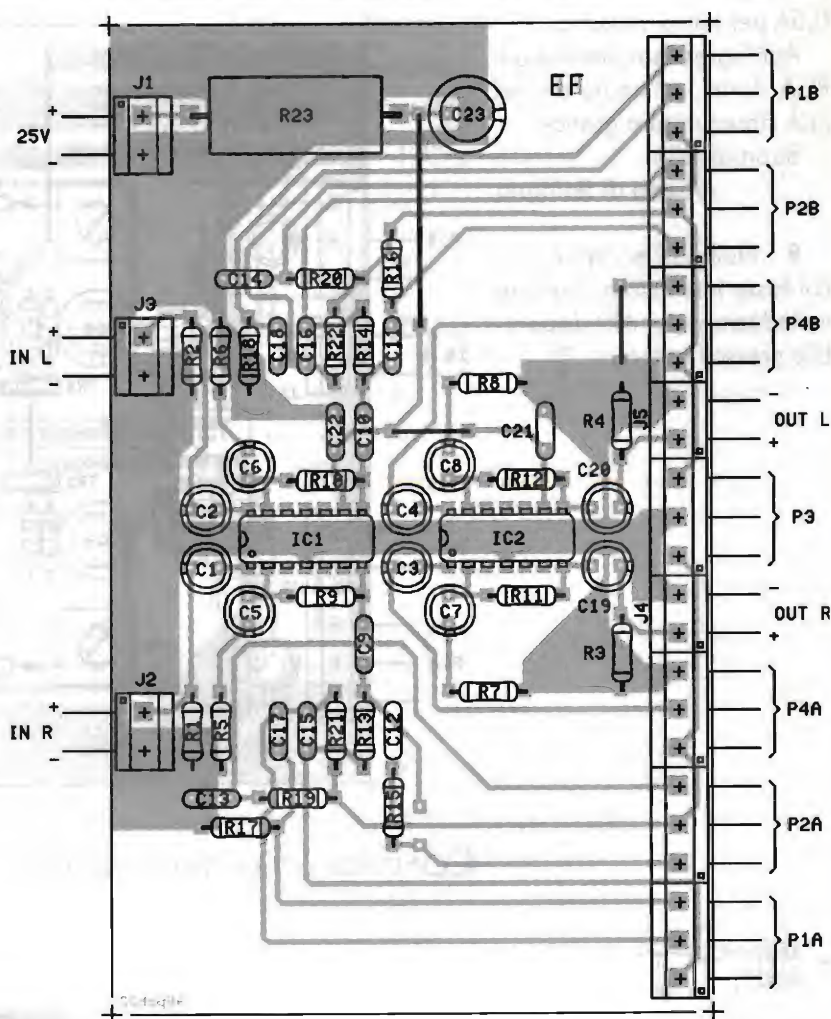 EF
P1B
J1
+
25V
-
R23
C23
P2B
C14
R20
R16
P4B
J3
+
IN L
-
R2
R6
R18
C18
C16
R22
R14
C11
R8
R4
J5
-
OUT L
+
C22
C10
C21
C6
R10
C8
R12
C20
C2
C4
P3
IC1
IC2
C1
C3
C5
R9
C7
R11
C19
-
OUT R
+
J4
C9
R3
R7
J2
+
IN R
-
P4A
R1
R5
C17
C15
R21
R13
C12
C13
R19
R15
R17
P2A
P1A